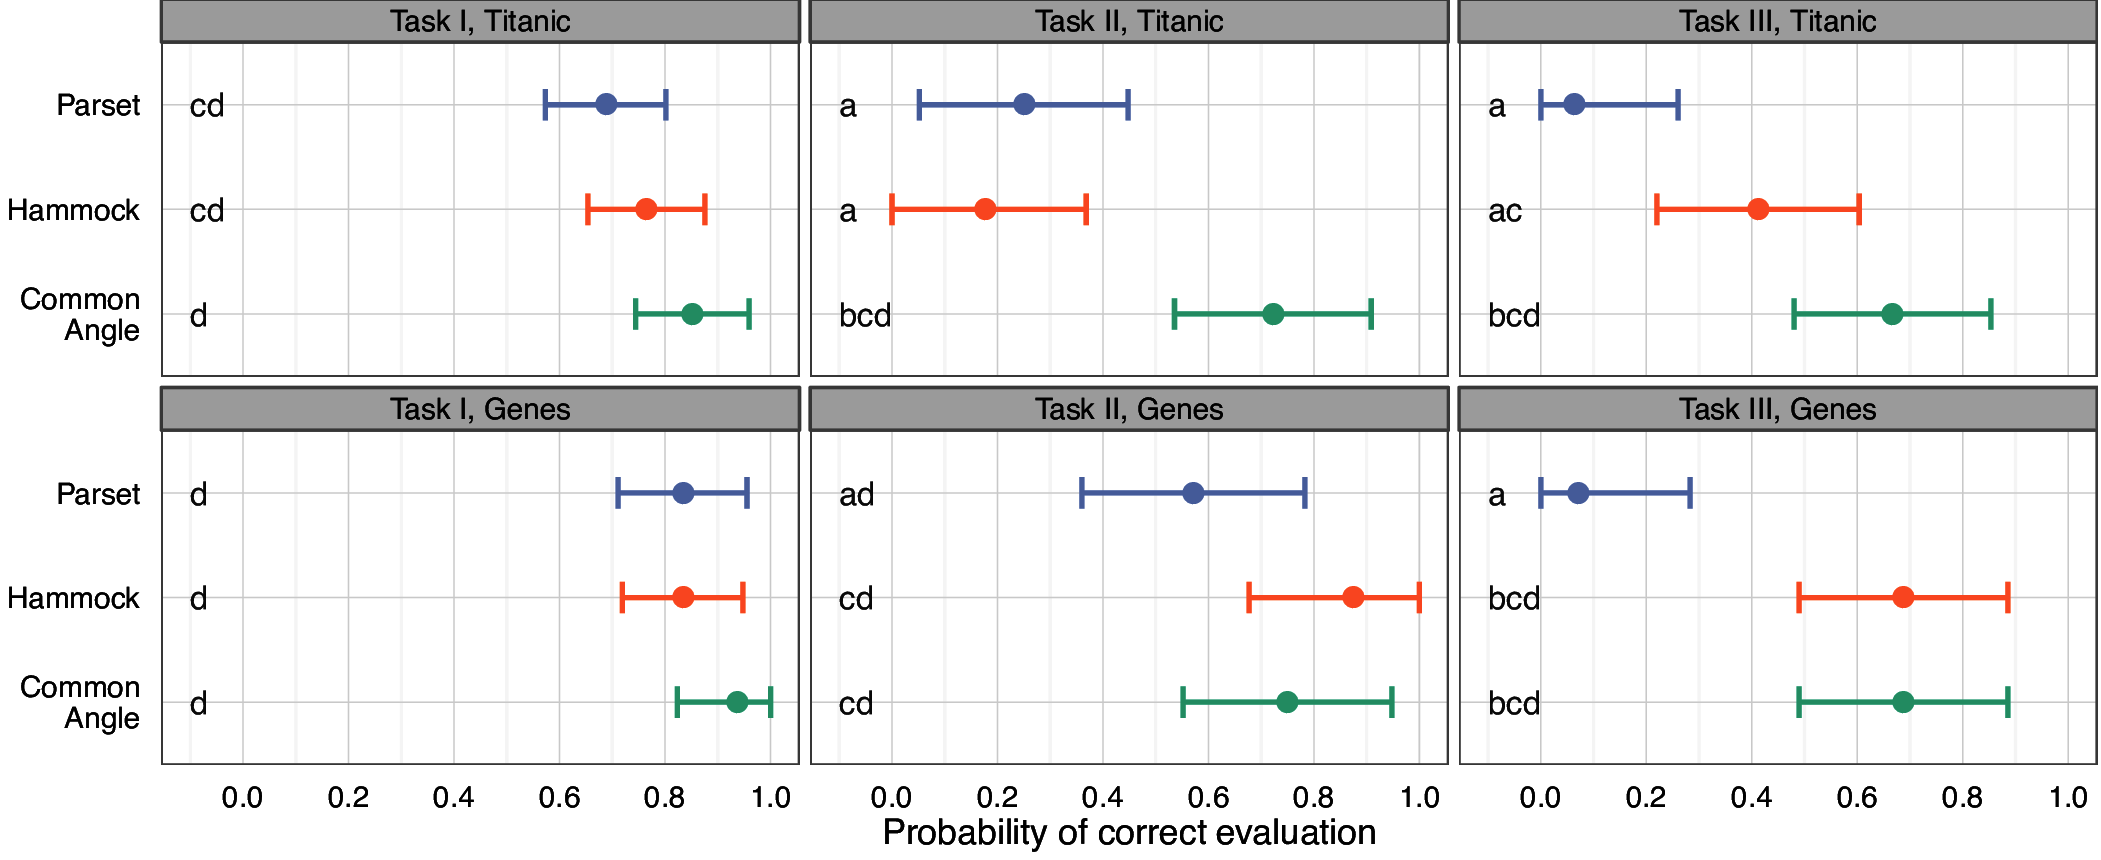 Task I, Titanic
Task II, Titanic
Task III, Titanic
Parset
cd
a
a
Hammock
cd
a
ac
Common
Angle
d
bcd
bcd
Task I, Genes
Task II, Genes
Task III, Genes
Parset
d
ad
a
Hammock
d
cd
bcd
Common
Angle
d
cd
bcd
0.0 0.2 0.4 0.6 0.8 1.0
0.0 0.2 0.4 0.6 0.8 1.0
0.0 0.2 0.4 0.6 0.8 1.0
Probability of correct evaluation